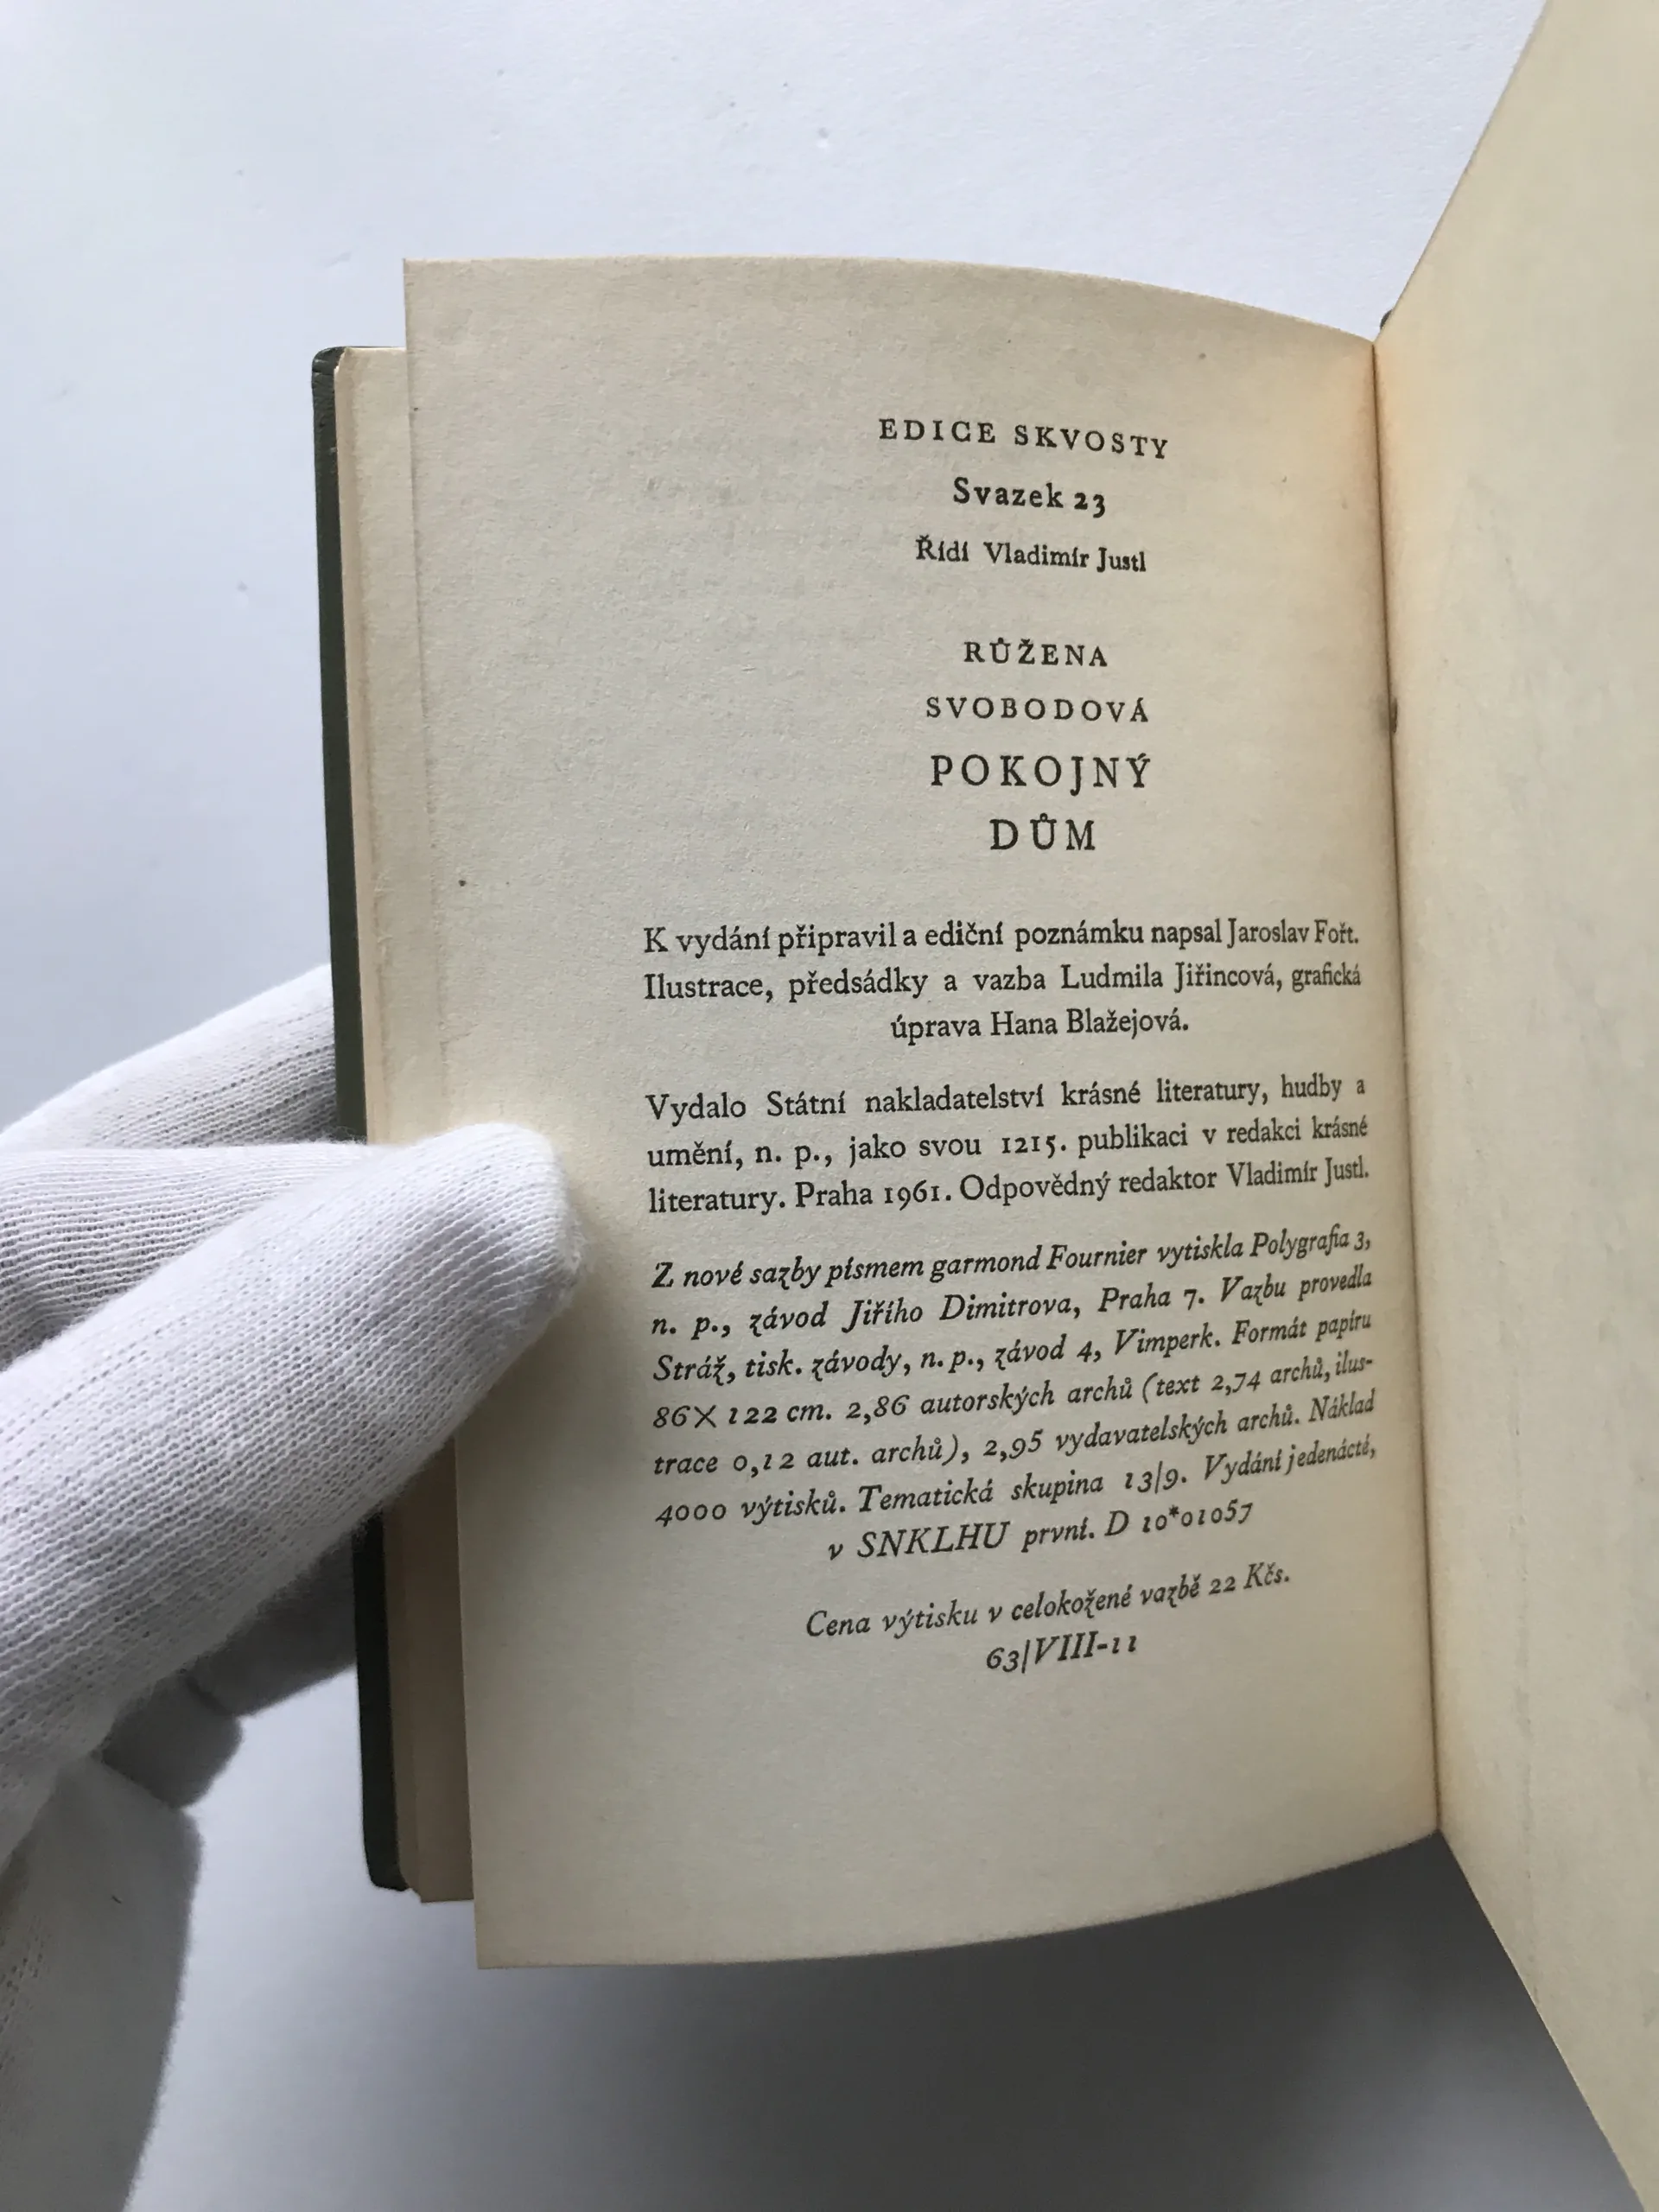 EDICE SKVOSTY
Svazek 23
Řídí Vladimír Justl
RŮŽENA
SVOBODOVÁ
POKOJNÝ
DŮM
K vydání připravil a ediční poznámku napsal Jaroslav Fořt.
Ilustrace, předsádky a vazba Ludmila Jiřincová, grafická
úprava Hana Blažejová.
Vydalo Státní nakladatelství krásné literatury, hudby a
umění, n. p., jako svou 1215. publikaci v redakci krásné
literatury. Praha 1961. Odpovědný redaktor Vladimír Justl.
Z nové sazby písmem garmond Fournier vytiskla Polygrafia 3,
n. p., závod Jiřího Dimitrova, Praha 7. Vazbu provedla
Stráž, tisk. závody, n. p., závod 4, Vimperk. Formát papíru
86 × 122 cm. 2,86 autorských archů (text 2,74 archů, ilus-
trace 0,12 aut. archů), 2,95 vydavatelských archů. Náklad
4000 výtisků. Tematická skupina 13/9. Vydání jedenácté,
v SNKLHU první. D 10*01057
Cena výtisku v celokožené vazbě 22 Kčs.
63/VIII-11